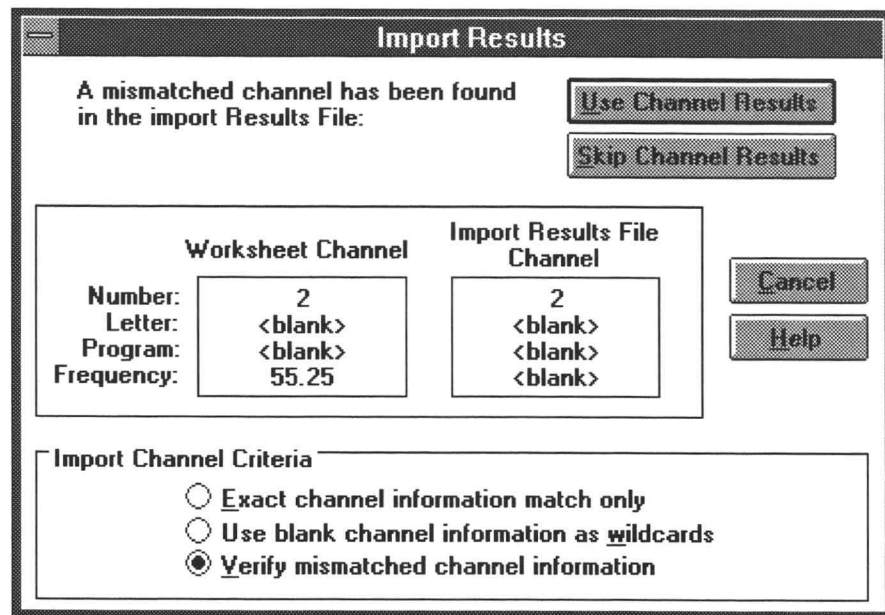 Import Results
A mismatched channel has been found
in the import Results File:
Use Channel Results
Skip Channel Results
Worksheet Channel
Import Results File
Channel
Number: 2 2
Letter: <blank> <blank>
Program: <blank> <blank>
Frequency: 55.25 <blank>
Cancel
Help
Import Channel Criteria
Exact channel information match only
Use blank channel information as wildcards
Verify mismatched channel information